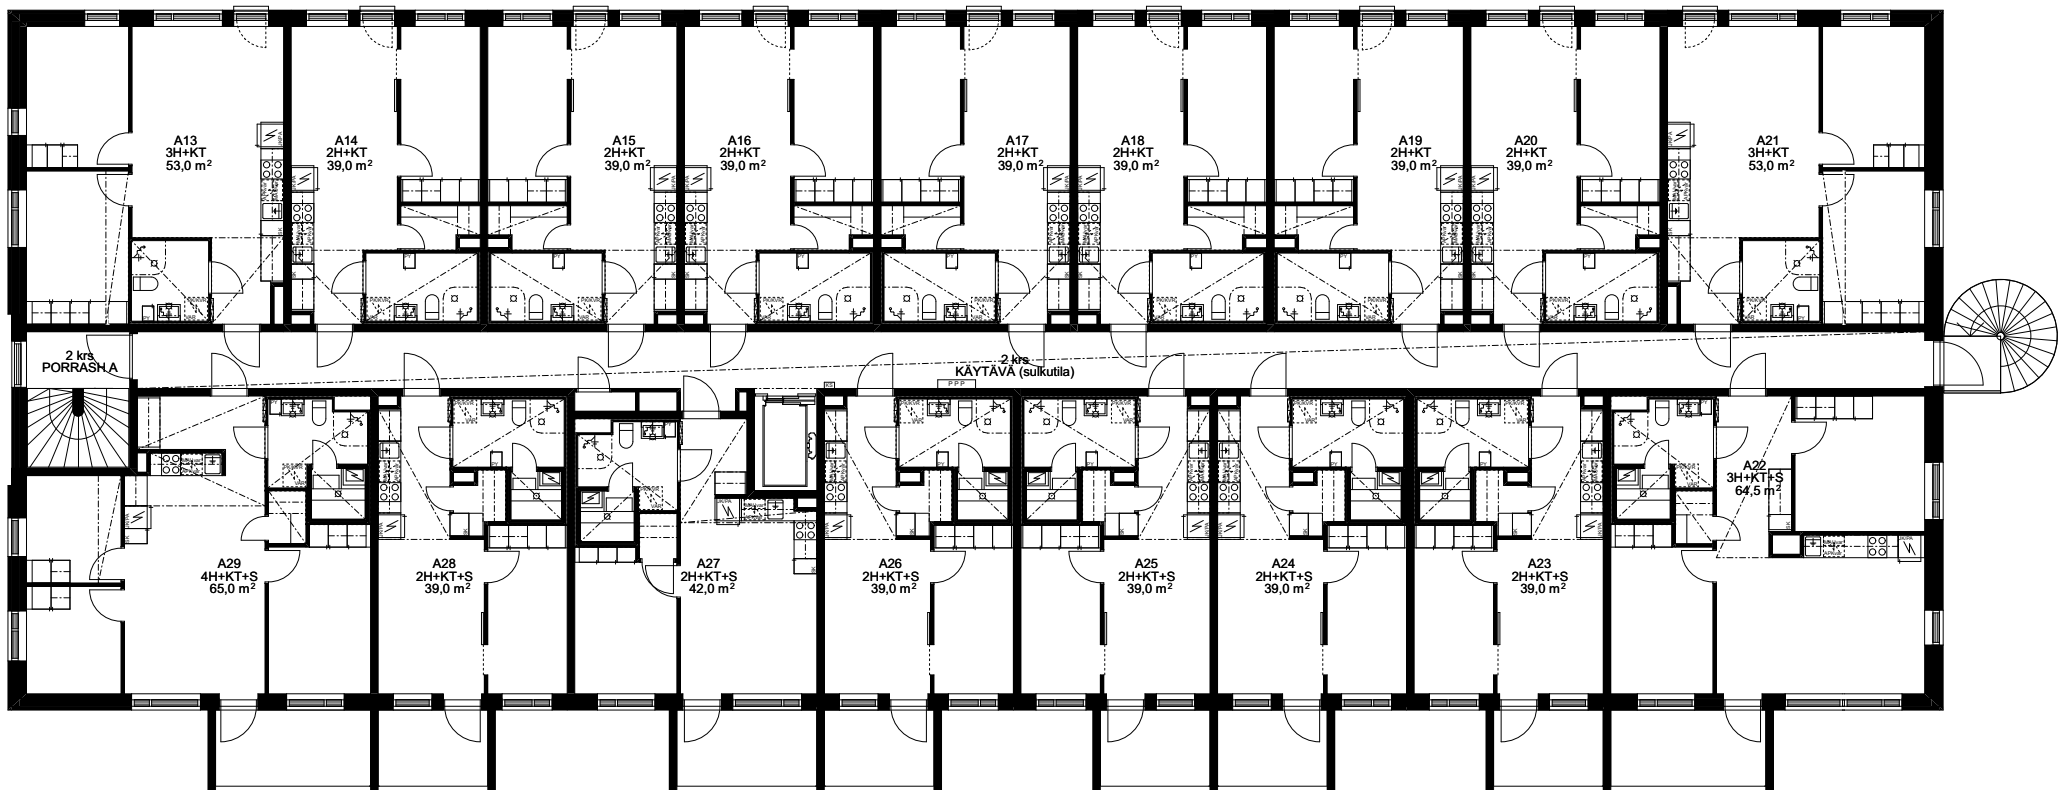 A13
3H+KT
53,0 m²
A14
2H+KT
39,0 m²
A15
2H+KT
39,0 m²
A16
2H+KT
39,0 m²
A17
2H+KT
39,0 m²
A18
2H+KT
39,0 m²
A19
2H+KT
39,0 m²
A20
2H+KT
39,0 m²
A21
3H+KT
53,0 m²
2 krs
PORRASH A
2 krs
KÄYTÄVÄ (sulkutila)
PPP
A29
4H+KT+S
65,0 m²
A28
2H+KT+S
39,0 m²
A27
2H+KT+S
42,0 m²
A26
2H+KT+S
39,0 m²
A25
2H+KT+S
39,0 m²
A24
2H+KT+S
39,0 m²
A23
2H+KT+S
39,0 m²
A22
3H+KT+S
64,5 m²